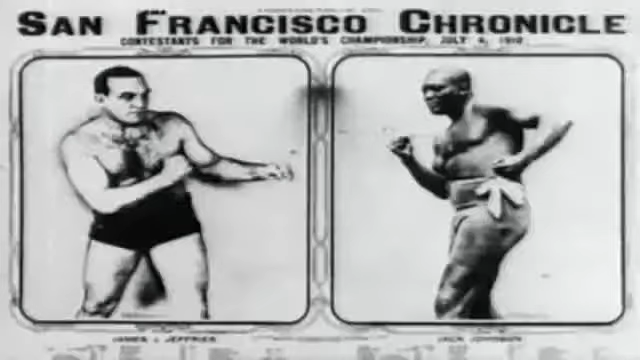 SAN FRANCISCO CHRONICLE
CONTESTANTS FOR THE WORLD'S CHAMPIONSHIP, JULY 4, 1910
JAMES J. JEFFRIES
JACK JOHNSON